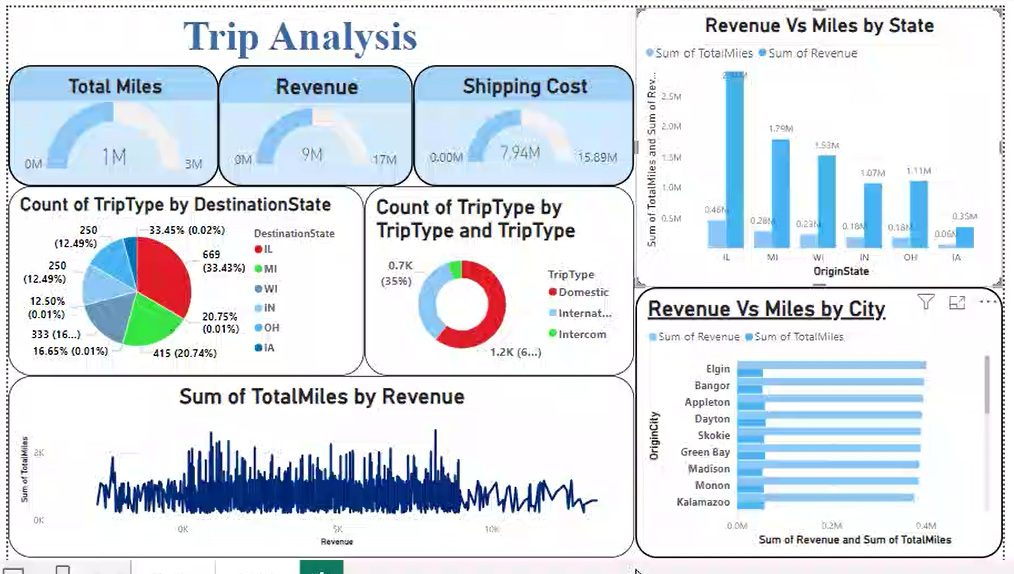 Trip Analysis
Total Miles
0M
1M
3M
Revenue
0M
9M
17M
Shipping Cost
0.00M
7.94M
15.89M
Count of TripType by DestinationState
250
(12.49%)
250
(12.49%)
12.50%
(0.01%)
333 (16...)
16.65% (0.01%)
33.45% (0.02%)
669
(33.43%)
20.75%
(0.01%)
415 (20.74%)
DestinationState
IL
MI
WI
IN
OH
IA
Count of TripType by
TripType and TripType
0.7K
(35%)
1.2K (6...)
TripType
Domestic
Internat...
Intercom
Sum of TotalMiles by Revenue
Sum of TotalMiles
2K
0K
0K
5K
10K
Revenue
Revenue Vs Miles by State
Sum of TotalMiles
Sum of Revenue
Sum of TotalMiles and Sum of Rev...
2.5M
2.0M
1.5M
1.0M
0.5M
0.46M
0.28M
1.79M
0.23M
1.53M
0.18M
1.07M
0.18M
1.11M
0.06M
0.35M
IL
MI
WI
IN
OH
IA
OriginState
Revenue Vs Miles by City
Sum of Revenue
Sum of TotalMiles
OriginCity
Elgin
Bangor
Appleton
Dayton
Skokie
Green Bay
Madison
Monon
Kalamazoo
0.0M
0.2M
0.4M
Sum of Revenue and Sum of TotalMiles